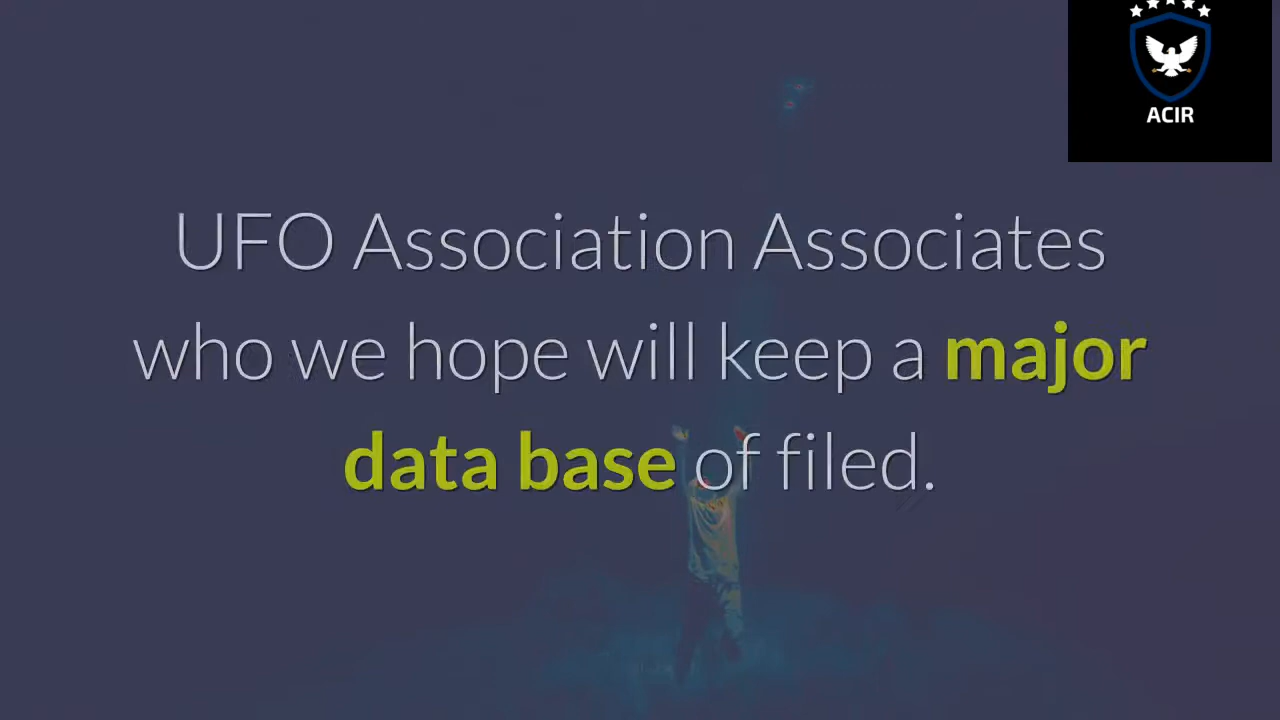 ACIR
UFO Association Associates
who we hope will keep a major
data base of filed.